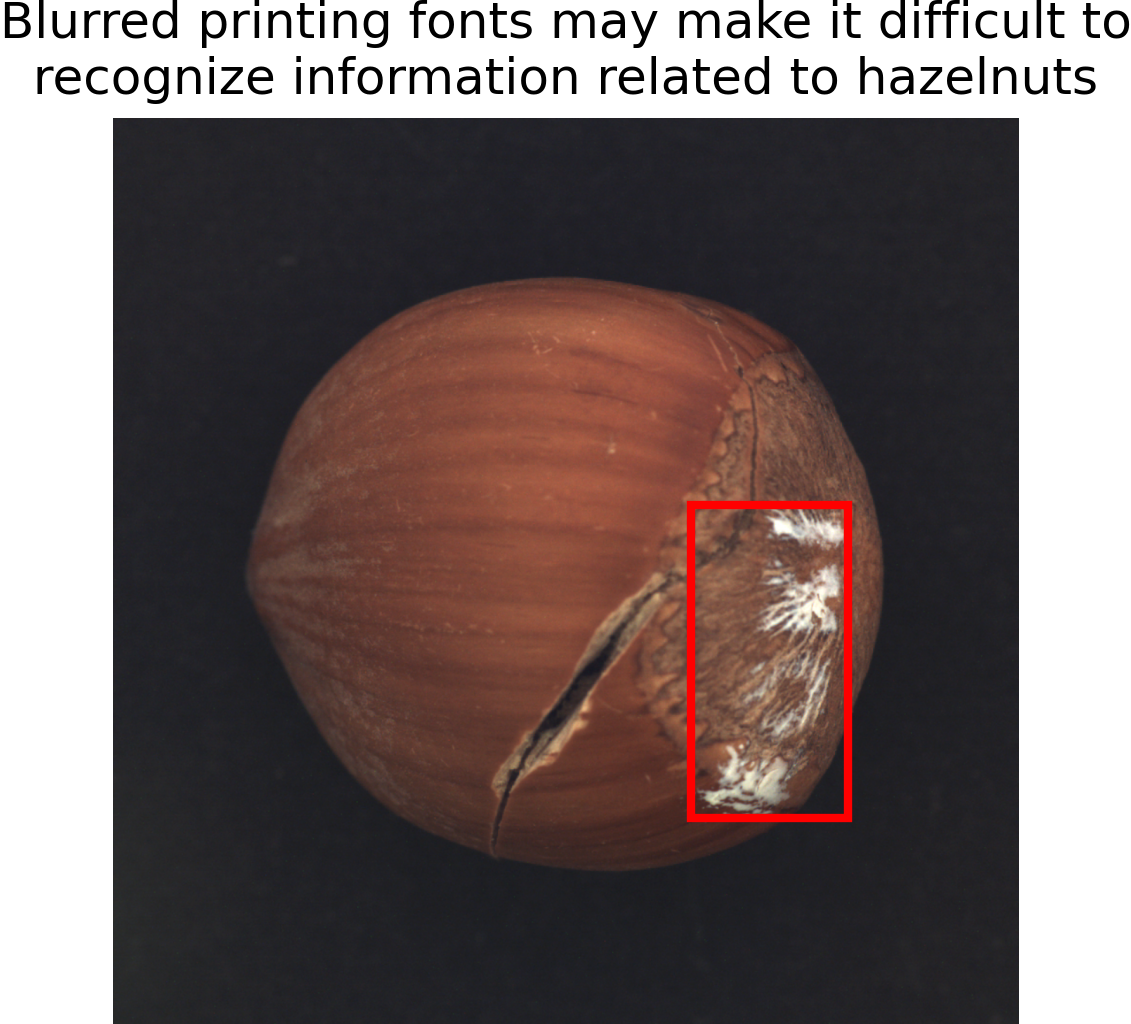 Blurred printing fonts may make it difficult to
recognize information related to hazelnuts